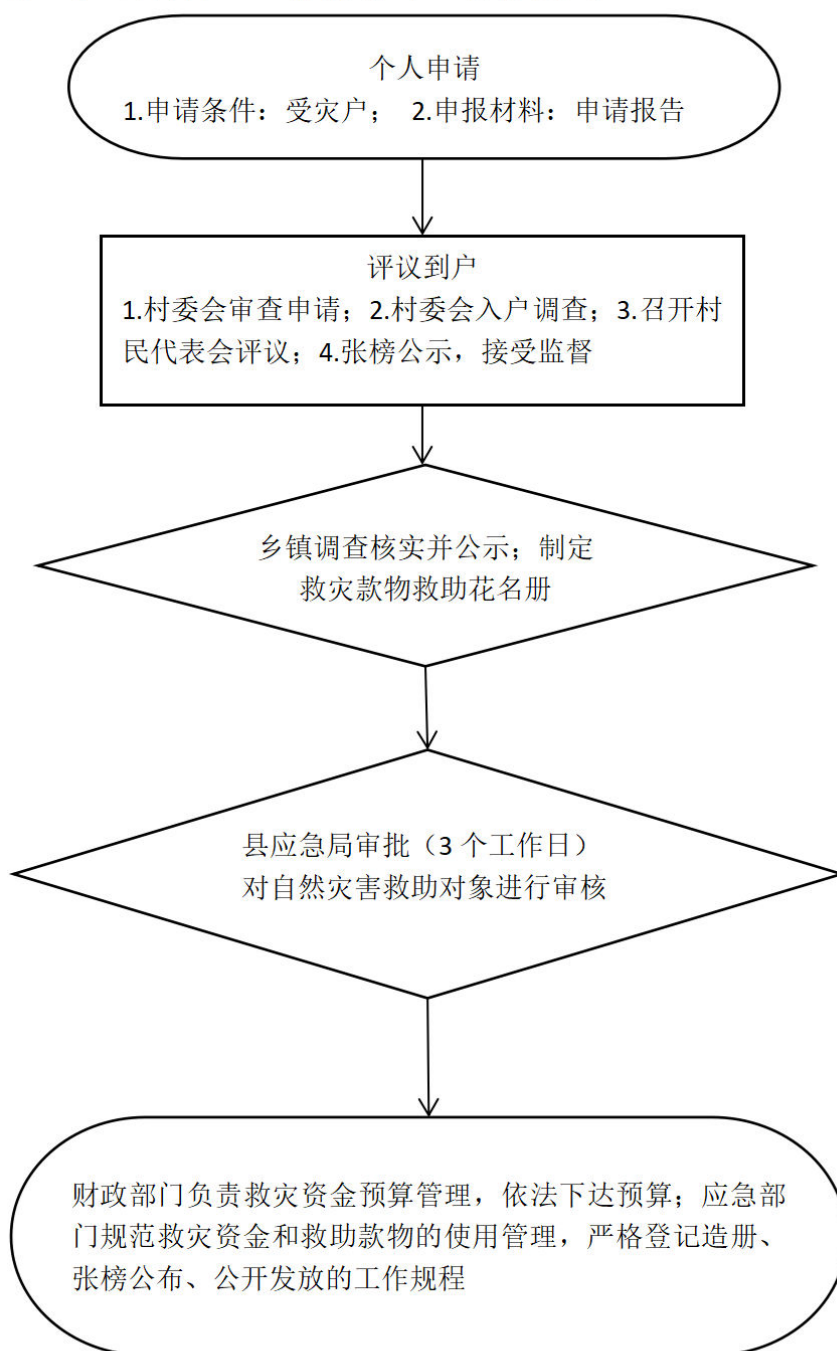 个人申请
1.申请条件：受灾户； 2.申报材料：申请报告
评议到户
1.村委会审查申请；2.村委会入户调查；3.召开村
民代表会评议；4.张榜公示，接受监督
乡镇调查核实并公示；制定
救灾款物救助花名册
县应急局审批（3 个工作日）
对自然灾害救助对象进行审核
财政部门负责救灾资金预算管理，依法下达预算；应急部
门规范救灾资金和救助款物的使用管理，严格登记造册、
张榜公布、公开发放的工作规程